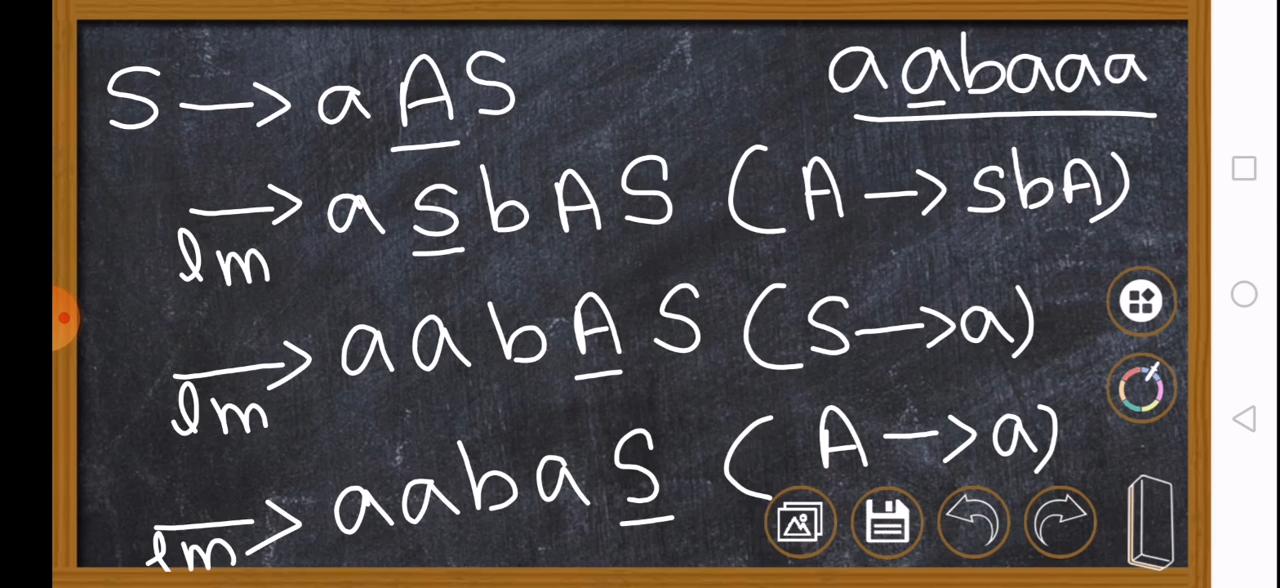 S → aAS aabaaa
→ lm asbAS (A → sbA)
→ lm aabAS (S → a)
→ lm aabaS (A → a)